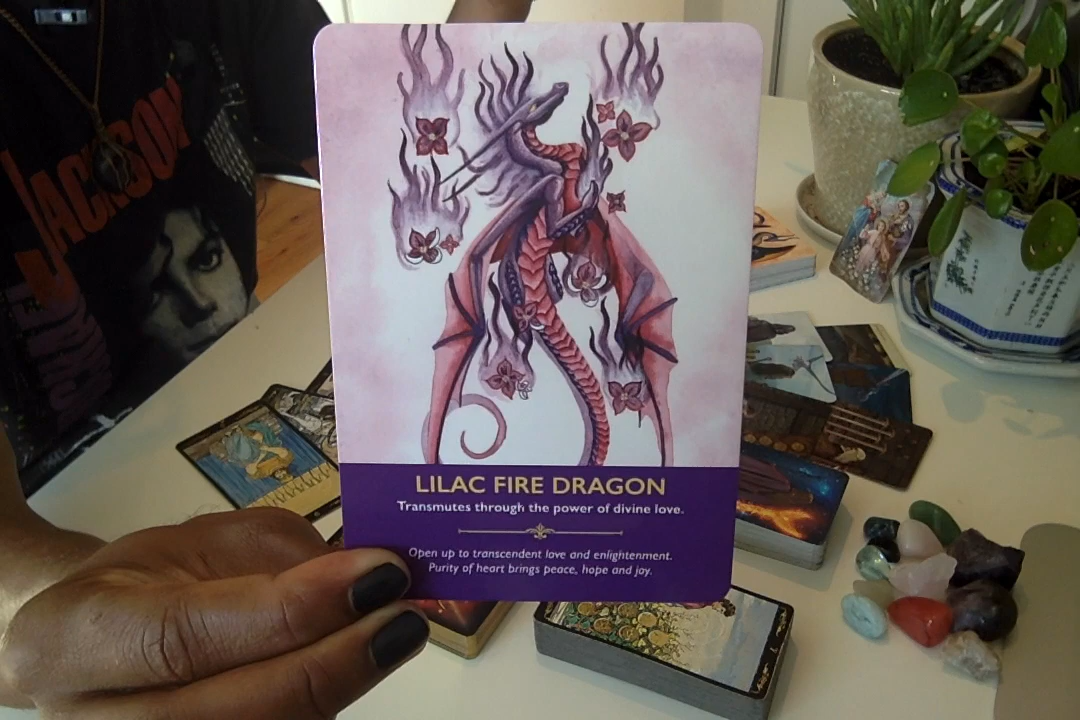 JACKSON
LILAC FIRE DRAGON
Transmutes through the power of divine love.
Open up to transcendent love and enlightenment.
Purity of heart brings peace, hope and joy.